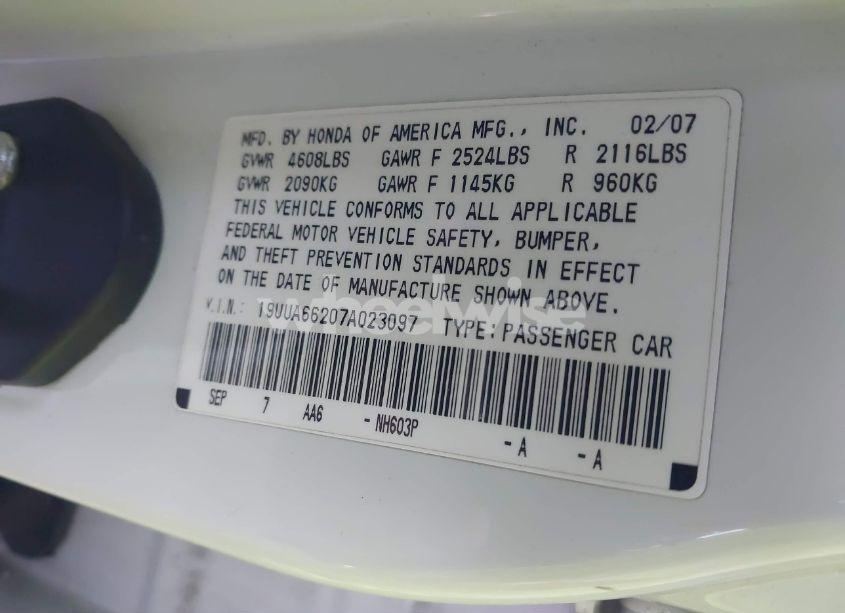 MFD. BY HONDA OF AMERICA MFG., INC. 02/07
GVWR 4608LBS GAWR F 2524LBS R 2116LBS
GVWR 2090KG GAWR F 1145KG R 960KG
THIS VEHICLE CONFORMS TO ALL APPLICABLE
FEDERAL MOTOR VEHICLE SAFETY, BUMPER,
AND THEFT PREVENTION STANDARDS IN EFFECT
ON THE DATE OF MANUFACTURE SHOWN ABOVE.
wheelwise
V.I.N.: 19UUA66207A023097 TYPE: PASSENGER CAR
SEP 7 AA6 -NH603P -A -A